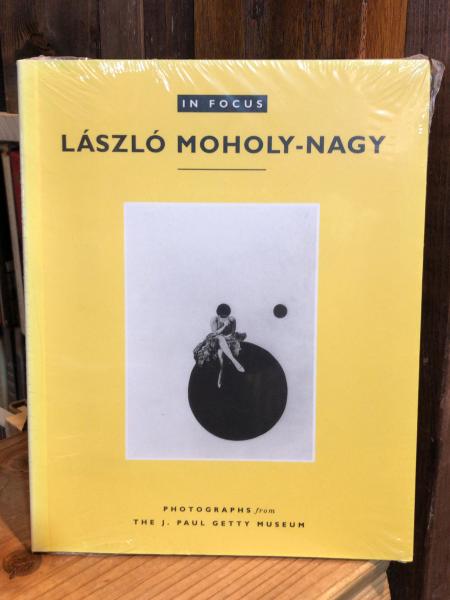 IN FOCUS
LÁSZLÓ MOHOLY-NAGY
PHOTOGRAPHS from
THE J. PAUL GETTY MUSEUM